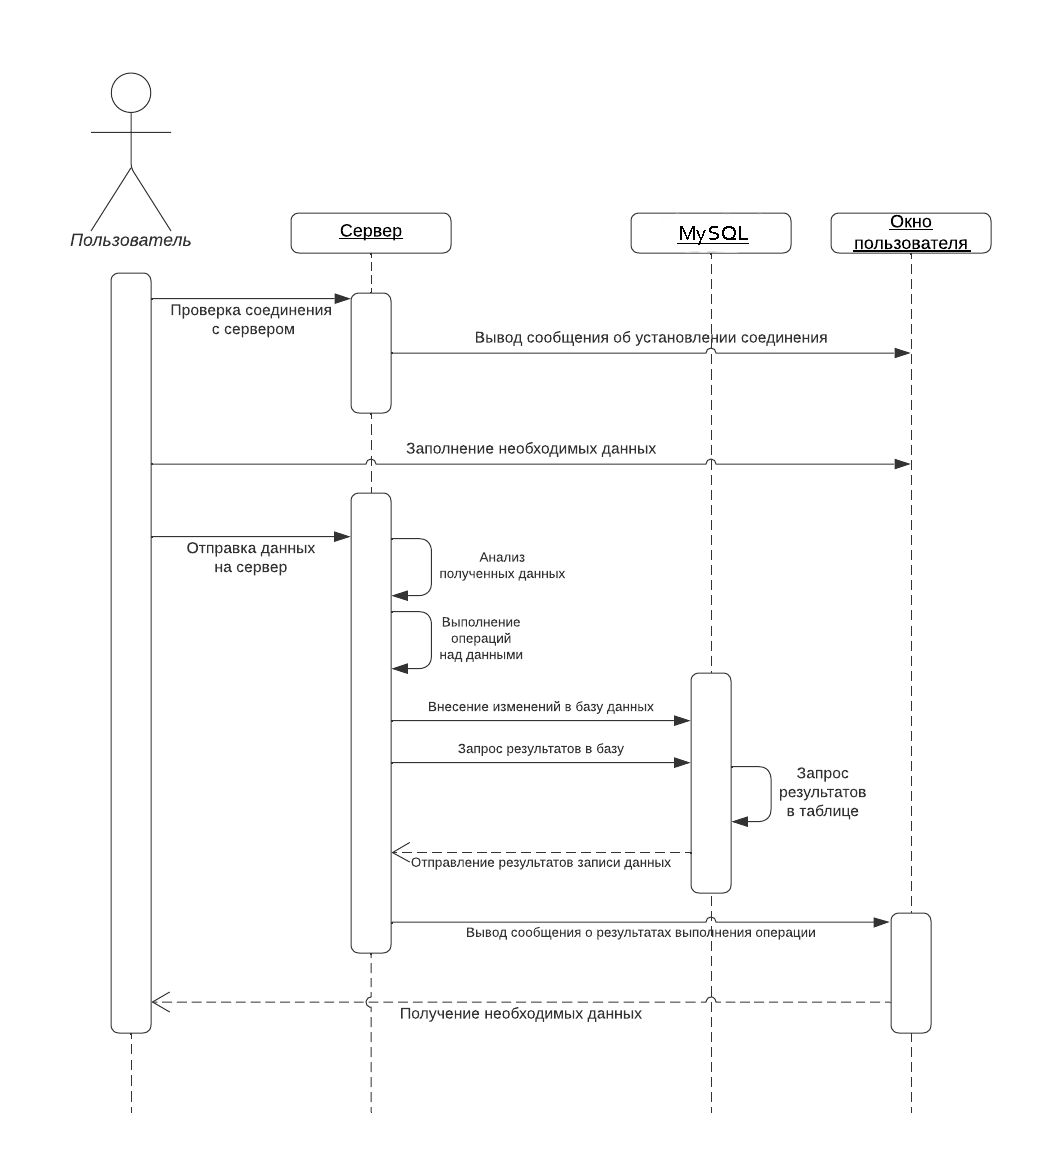 Пользователь
Сервер
MySQL
Окно
пользователя
Проверка соединения
с сервером
Вывод сообщения об установлении соединения
Заполнение необходимых данных
Отправка данных
на сервер
Анализ
полученных данных
Выполнение
операций
над данными
Внесение изменений в базу данных
Запрос результатов в базу
Запрос
результатов
в таблице
Отправление результатов записи данных
Вывод сообщения о результатах выполнения операции
Получение необходимых данных